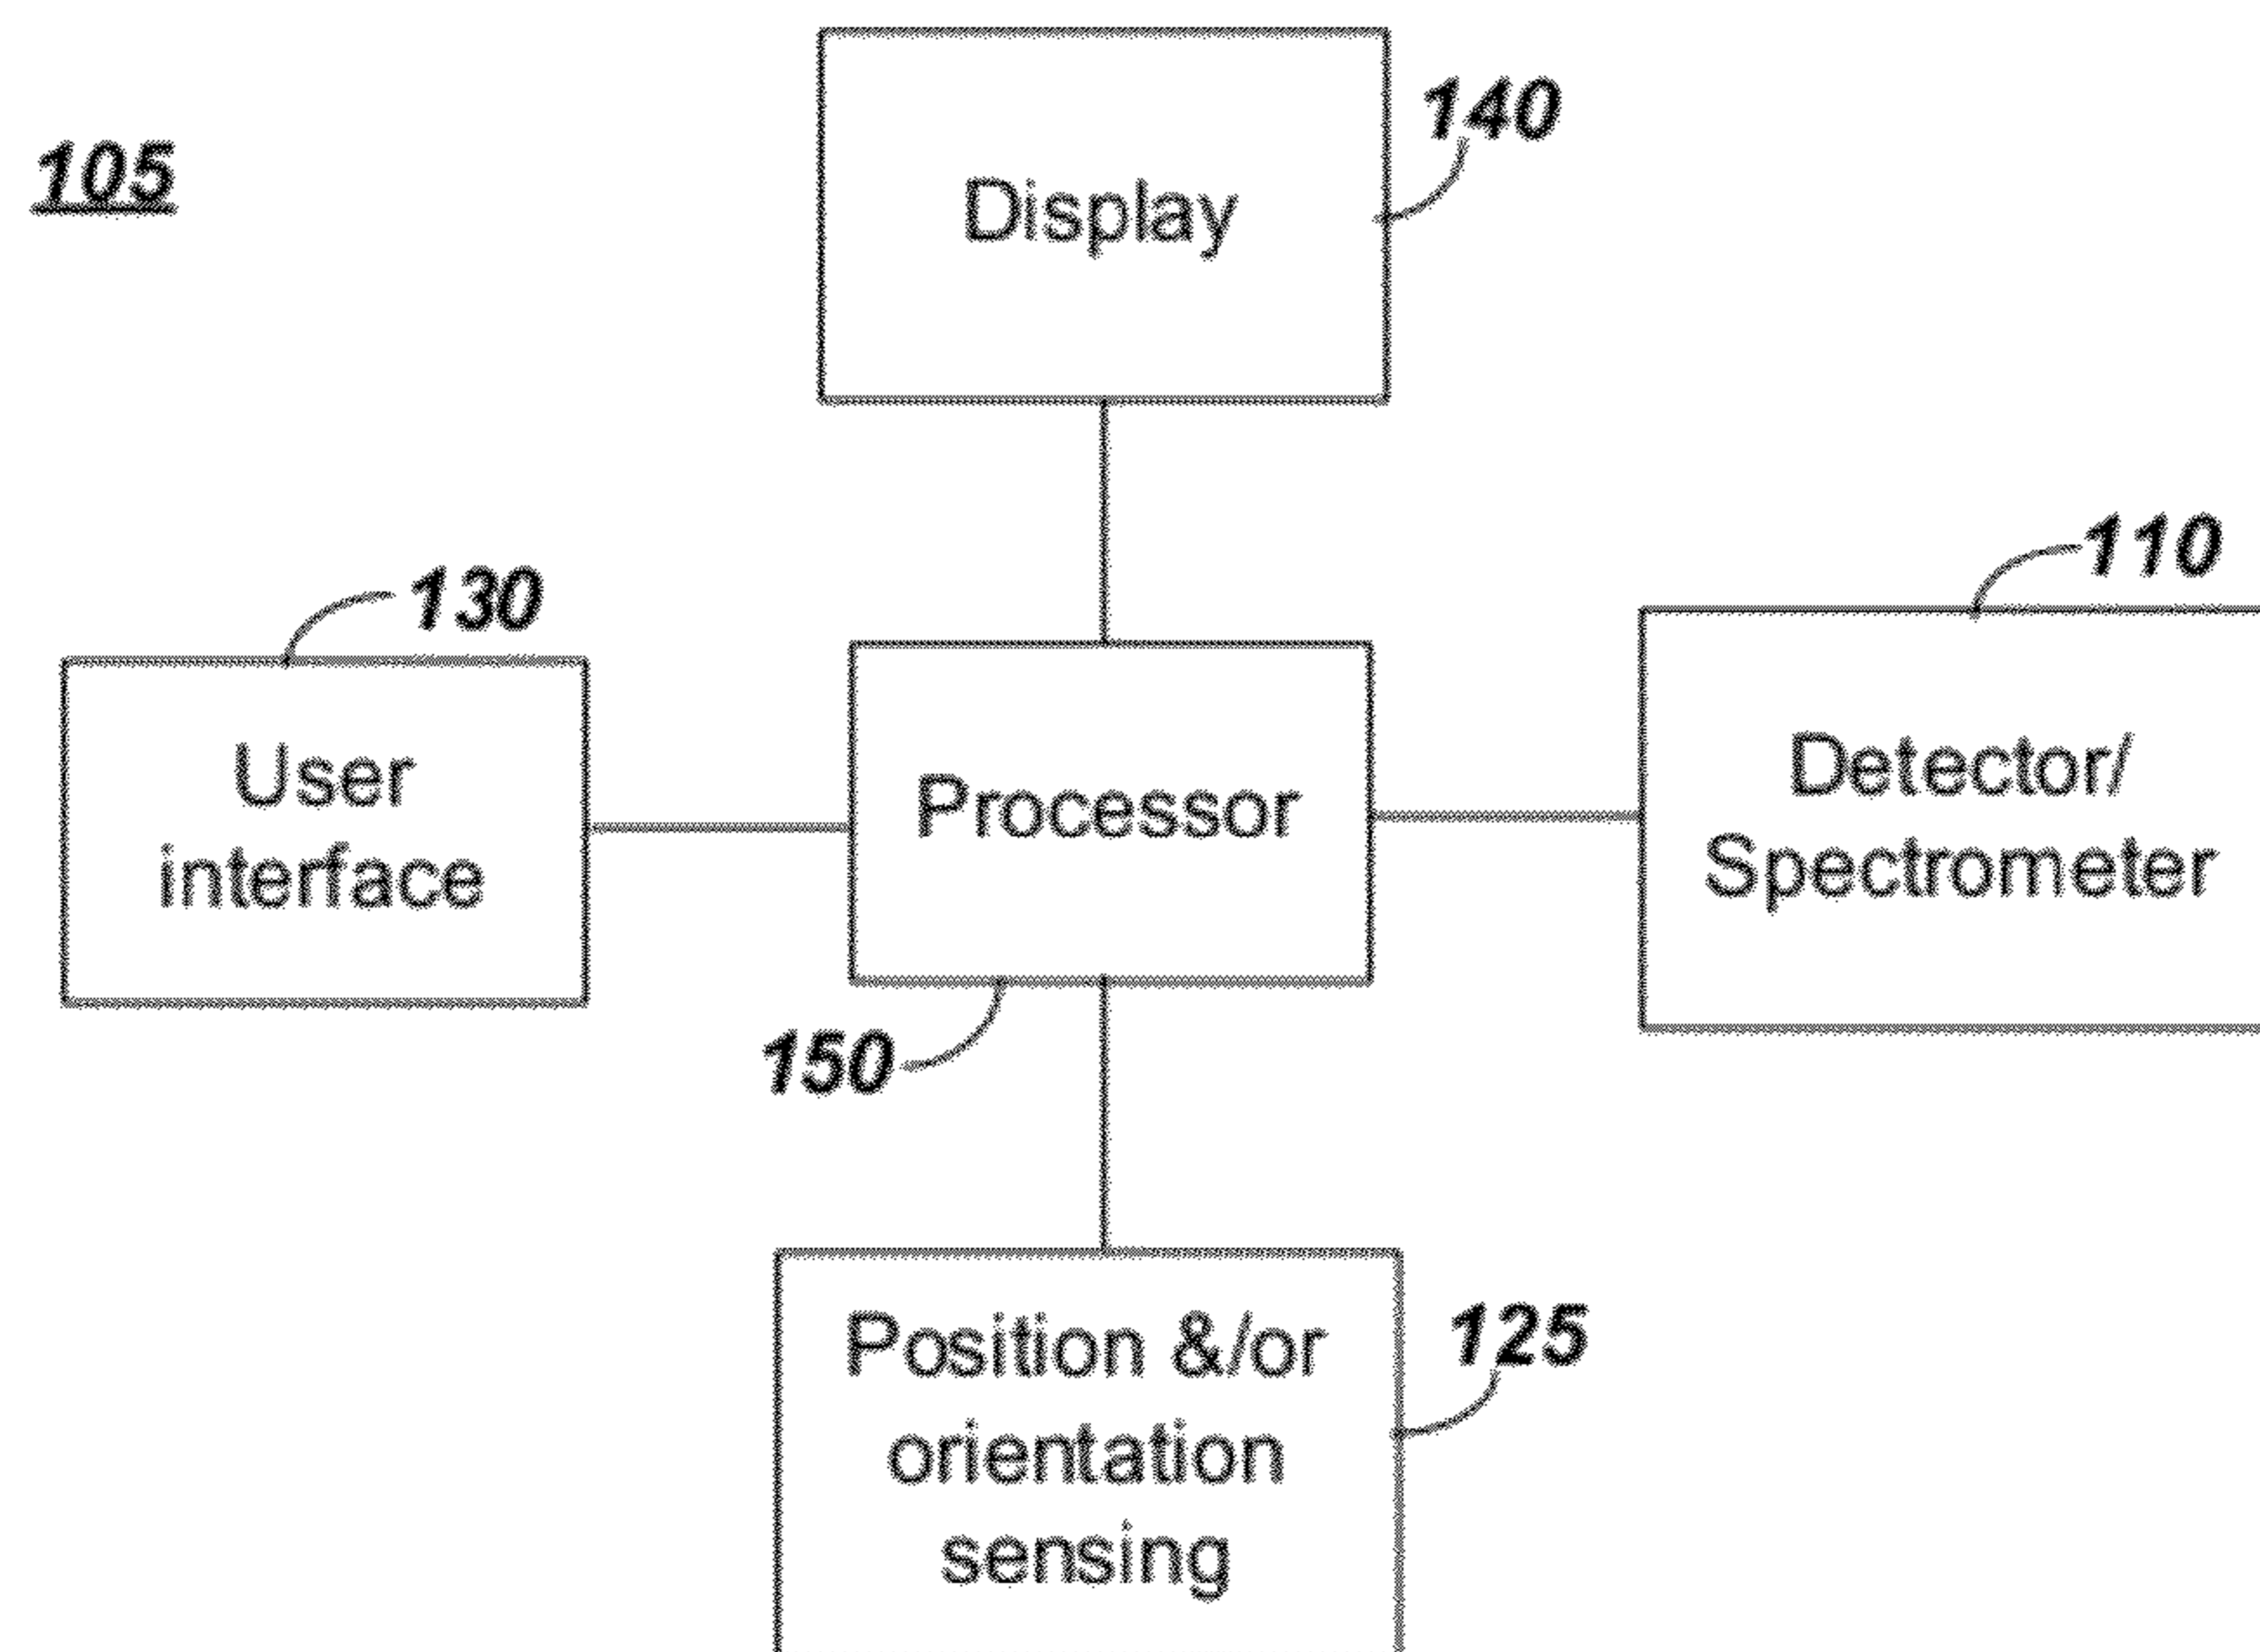 105
140
Display
130
110
User
interface
Processor
Detector/
Spectrometer
150
Position &/or
orientation
sensing
125